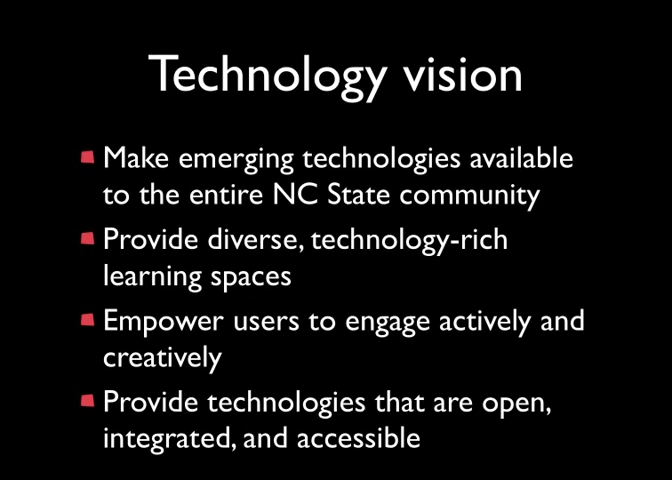 Technology vision
Make emerging technologies available
to the entire NC State community
Provide diverse, technology-rich
learning spaces
Empower users to engage actively and
creatively
Provide technologies that are open,
integrated, and accessible